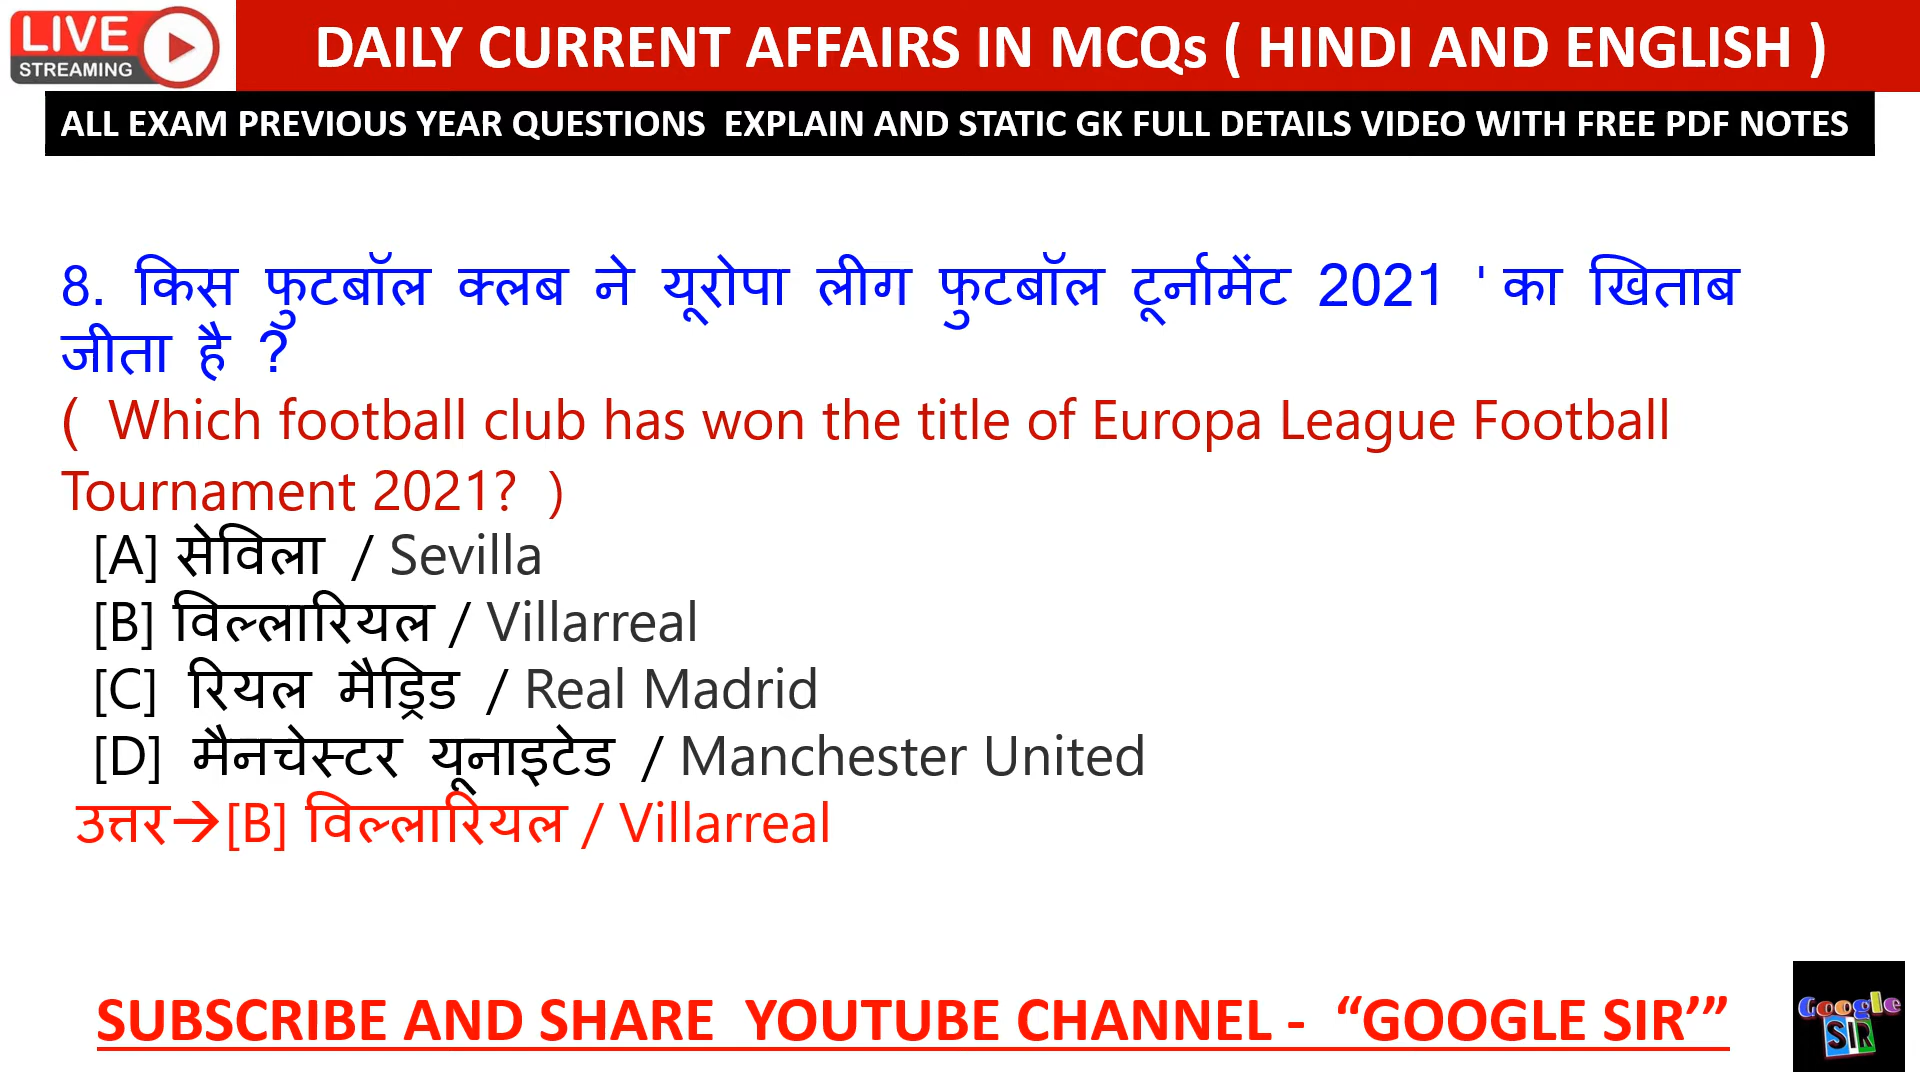 LIVE
STREAMING
DAILY CURRENT AFFAIRS IN MCQs ( HINDI AND ENGLISH )
ALL EXAM PREVIOUS YEAR QUESTIONS EXPLAIN AND STATIC GK FULL DETAILS VIDEO WITH FREE PDF NOTES
8. किस फुटबॉल क्लब ने यूरोपा लीग फुटबॉल टूर्नामेंट 2021 ' का खिताब
जीता है ?
( Which football club has won the title of Europa League Football
Tournament 2021? )
[A] सेविला / Sevilla
[B] विल्लारियल / Villarreal
[C] रियल मैड्रिड / Real Madrid
[D] मैनचेस्टर यूनाइटेड / Manchester United
उत्तर→[B] विल्लारियल / Villarreal
SUBSCRIBE AND SHARE YOUTUBE CHANNEL - “GOOGLE SIR’”
Google
SIR